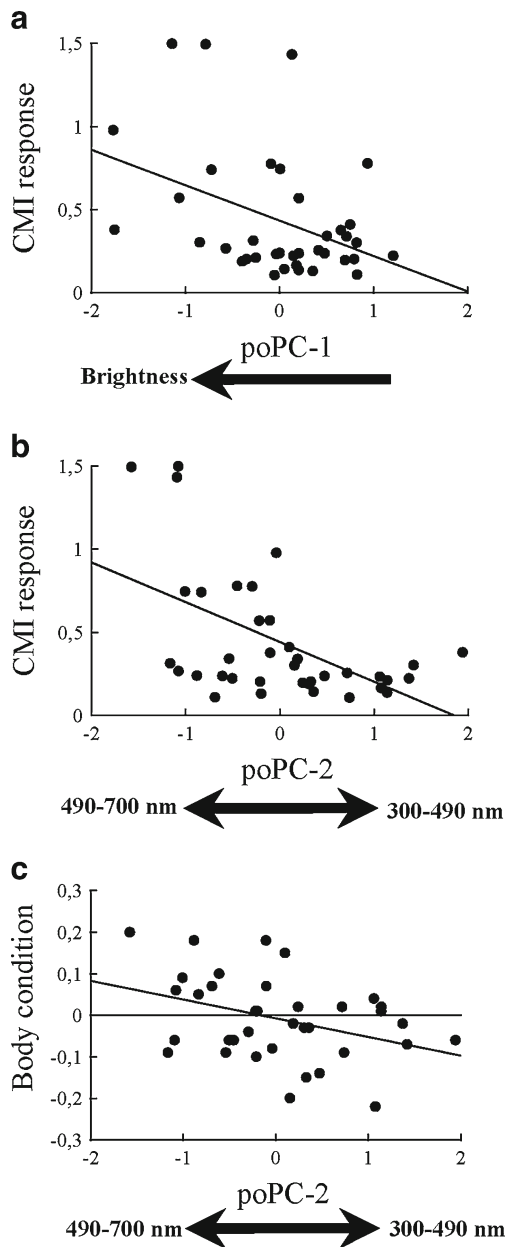 a
1,5
1
0,5
0
CMI response
-2 -1 0 1 2
poPC-1
Brightness
b
1,5
1
0,5
0
CMI response
-2 -1 0 1 2
poPC-2
490-700 nm 300-490 nm
c
0,3
0,2
0,1
0
-0,1
-0,2
-0,3
Body condition
-2 -1 0 1 2
poPC-2
490-700 nm 300-490 nm